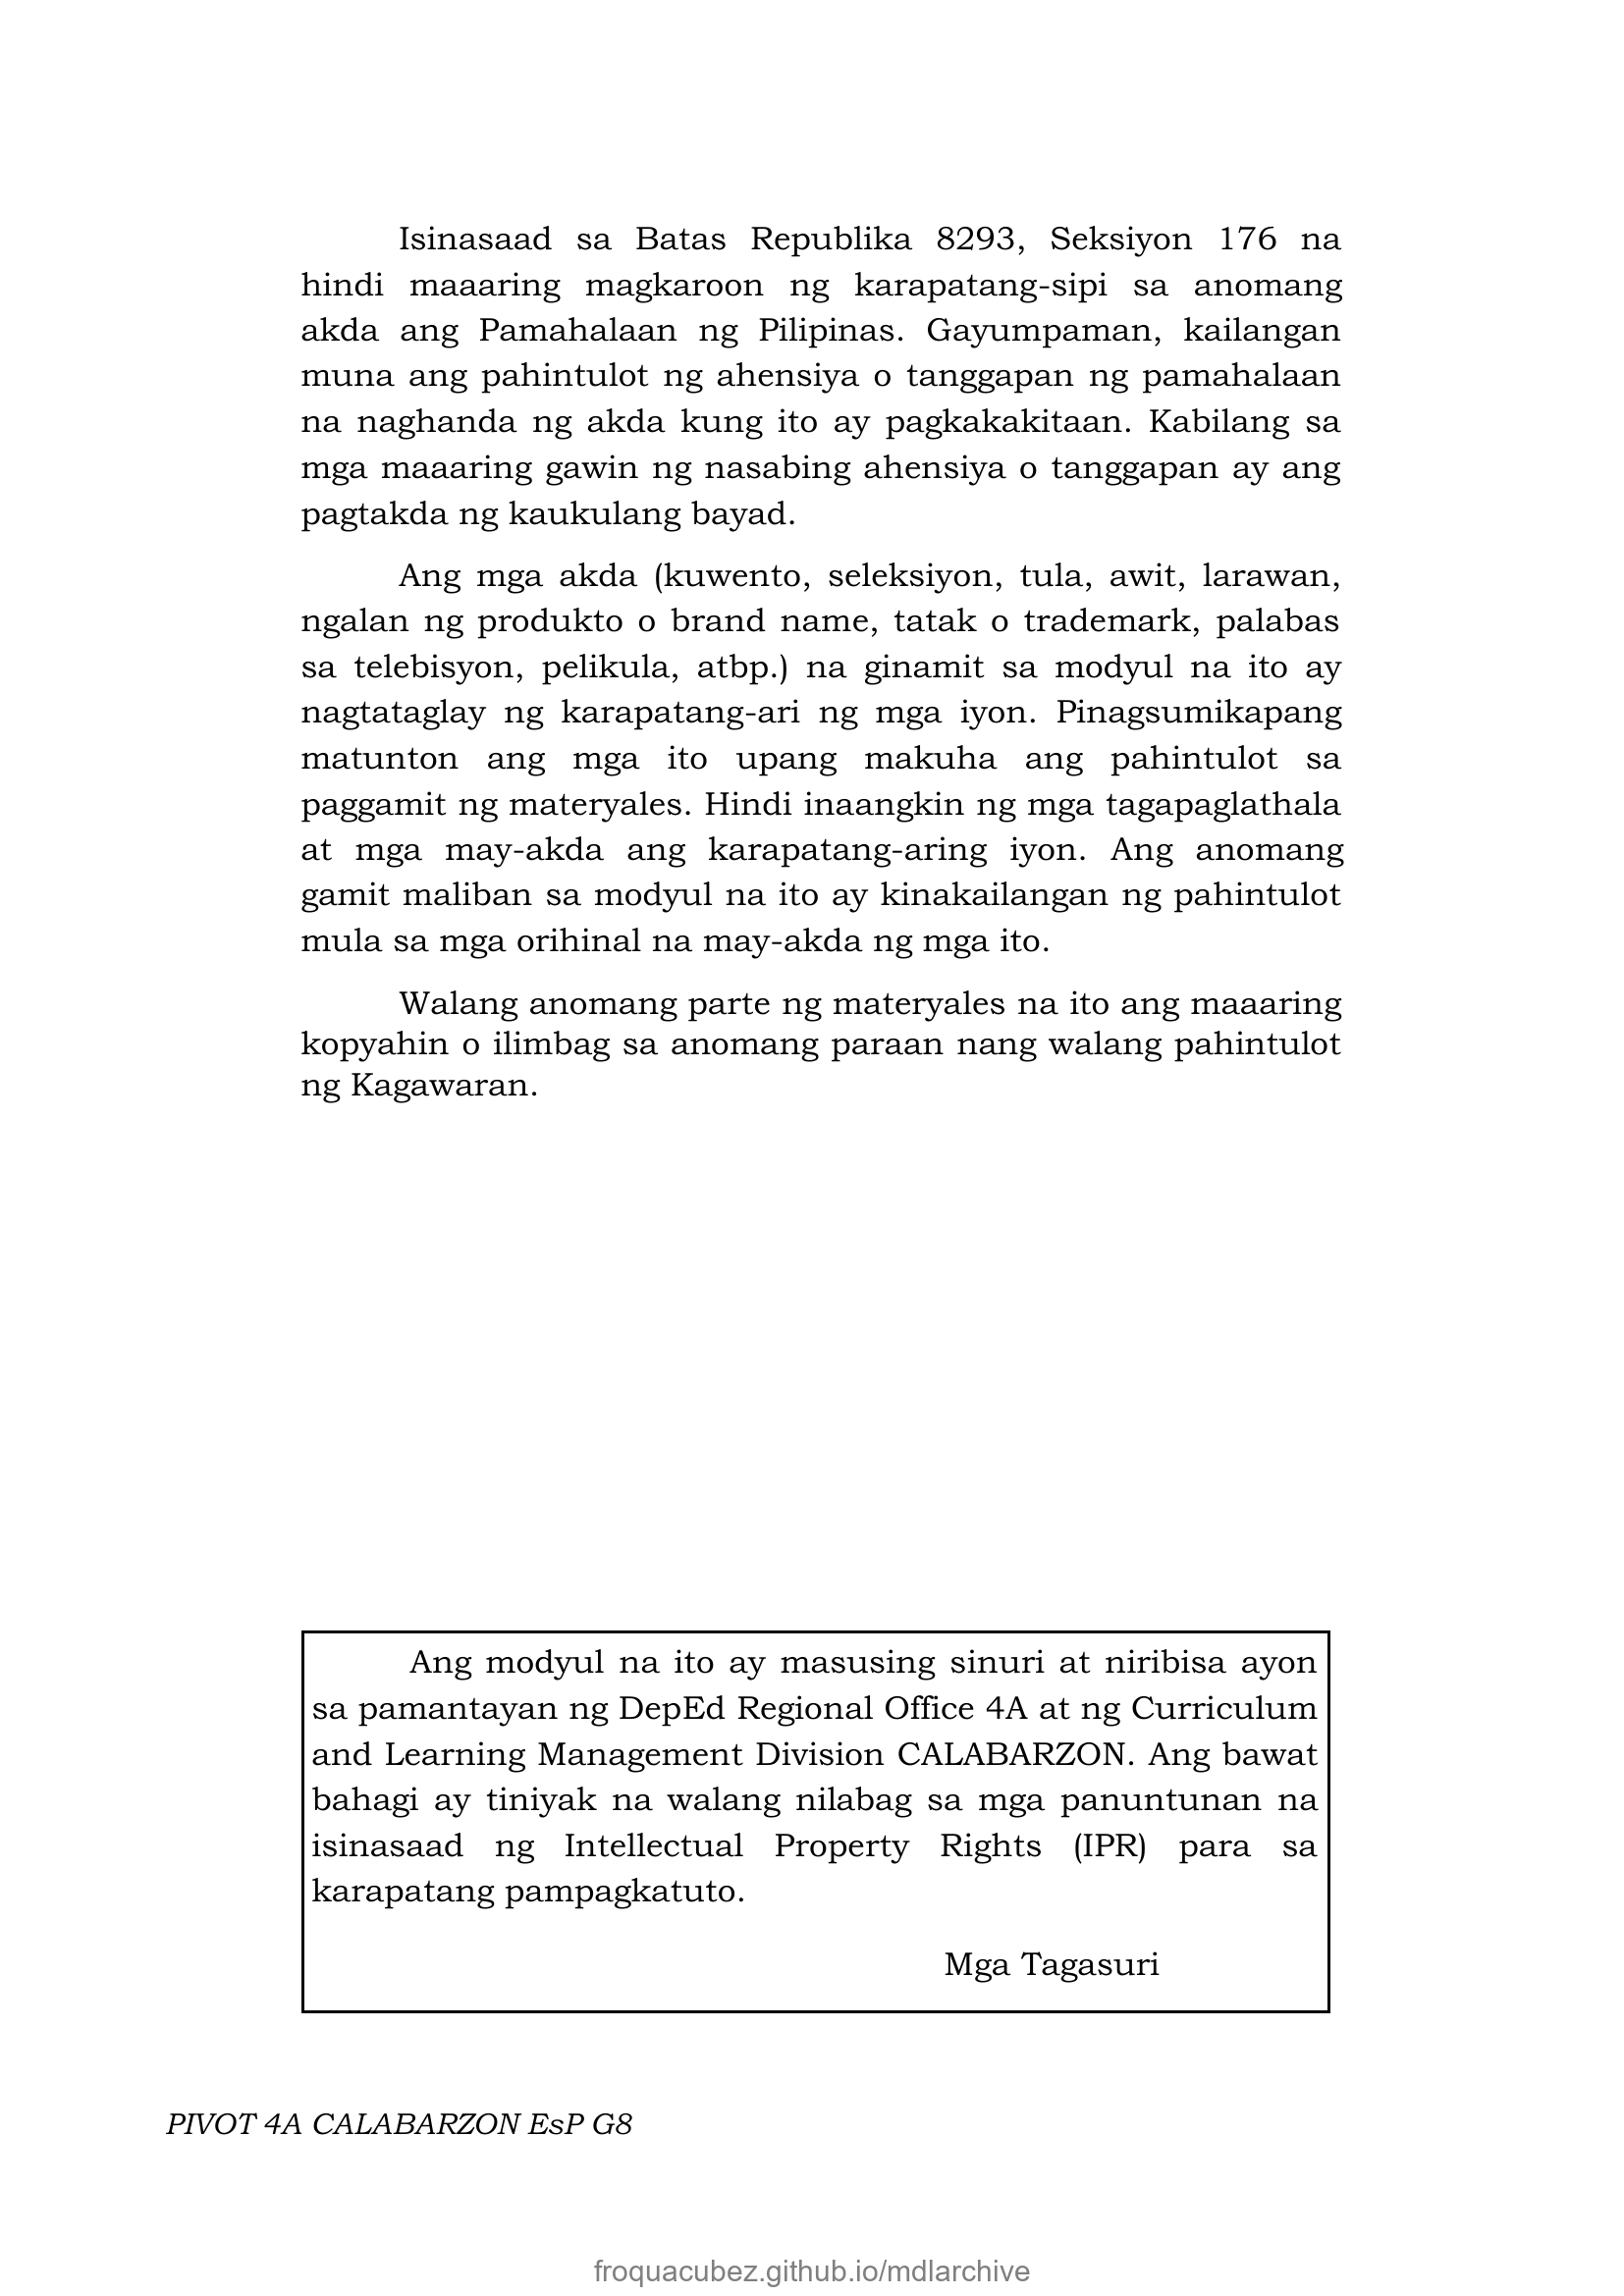 Isinasaad sa Batas Republika 8293, Seksiyon 176 na
hindi maaaring magkaroon ng karapatang-sipi sa anomang
akda ang Pamahalaan ng Pilipinas. Gayumpaman, kailangan
muna ang pahintulot ng ahensiya o tanggapan ng pamahalaan
na naghanda ng akda kung ito ay pagkakakitaan. Kabilang sa
mga maaaring gawin ng nasabing ahensiya o tanggapan ay ang
pagtakda ng kaukulang bayad.
Ang mga akda (kuwento, seleksiyon, tula, awit, larawan,
ngalan ng produkto o brand name, tatak o trademark, palabas
sa telebisyon, pelikula, atbp.) na ginamit sa modyul na ito ay
nagtataglay ng karapatang-ari ng mga iyon. Pinagsumikapang
matunton ang mga ito upang makuha ang pahintulot sa
paggamit ng materyales. Hindi inaangkin ng mga tagapaglathala
at mga may-akda ang karapatang-aring iyon. Ang anomang
gamit maliban sa modyul na ito ay kinakailangan ng pahintulot
mula sa mga orihinal na may-akda ng mga ito.
Walang anomang parte ng materyales na ito ang maaaring
kopyahin o ilimbag sa anomang paraan nang walang pahintulot
ng Kagawaran.
Ang modyul na ito ay masusing sinuri at niribisa ayon
sa pamantayan ng DepEd Regional Office 4A at ng Curriculum
and Learning Management Division CALABARZON. Ang bawat
bahagi ay tiniyak na walang nilabag sa mga panuntunan na
isinasaad ng Intellectual Property Rights (IPR) para sa
karapatang pampagkatuto.
Mga Tagasuri
PIVOT 4A CALABARZON EsP G8
froquacubez.github.io/mdlarchive